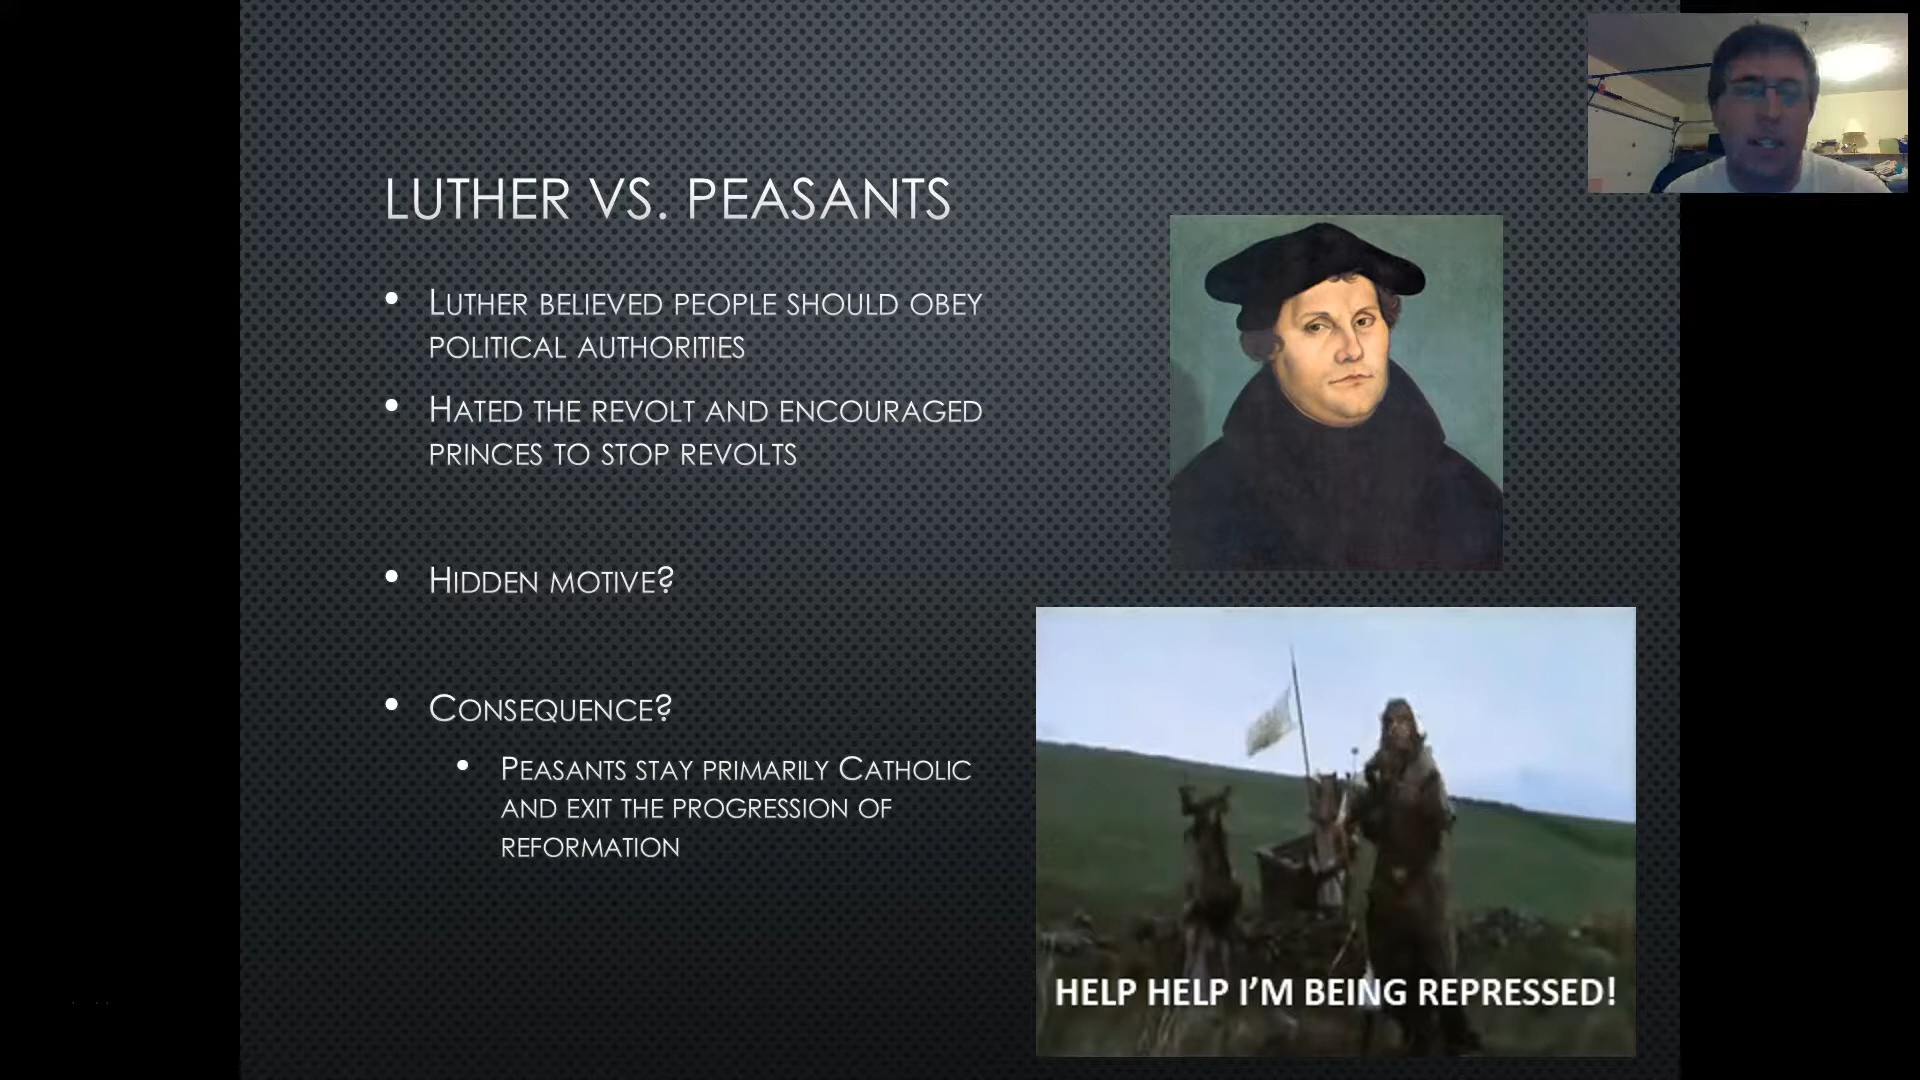 LUTHER VS. PEASANTS
• LUTHER BELIEVED PEOPLE SHOULD OBEY
POLITICAL AUTHORITIES
• HATED THE REVOLT AND ENCOURAGED
PRINCES TO STOP REVOLTS
• HIDDEN MOTIVE?
• CONSEQUENCE?
• PEASANTS STAY PRIMARILY CATHOLIC
AND EXIT THE PROGRESSION OF
REFORMATION
HELP HELP I'M BEING REPRESSED!